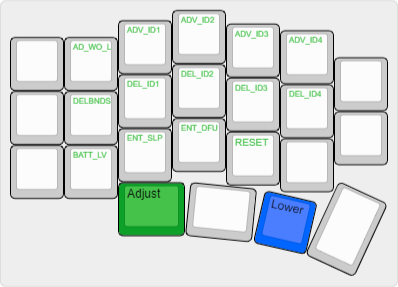 AD_WO_L
ADV_ID1
ADV_ID2
ADV_ID3
ADV_ID4
DELBNDS
DEL_ID1
DEL_ID2
DEL_ID3
DEL_ID4
BATT_LV
ENT_SLP
ENT_DFU
RESET
Adjust
Lower